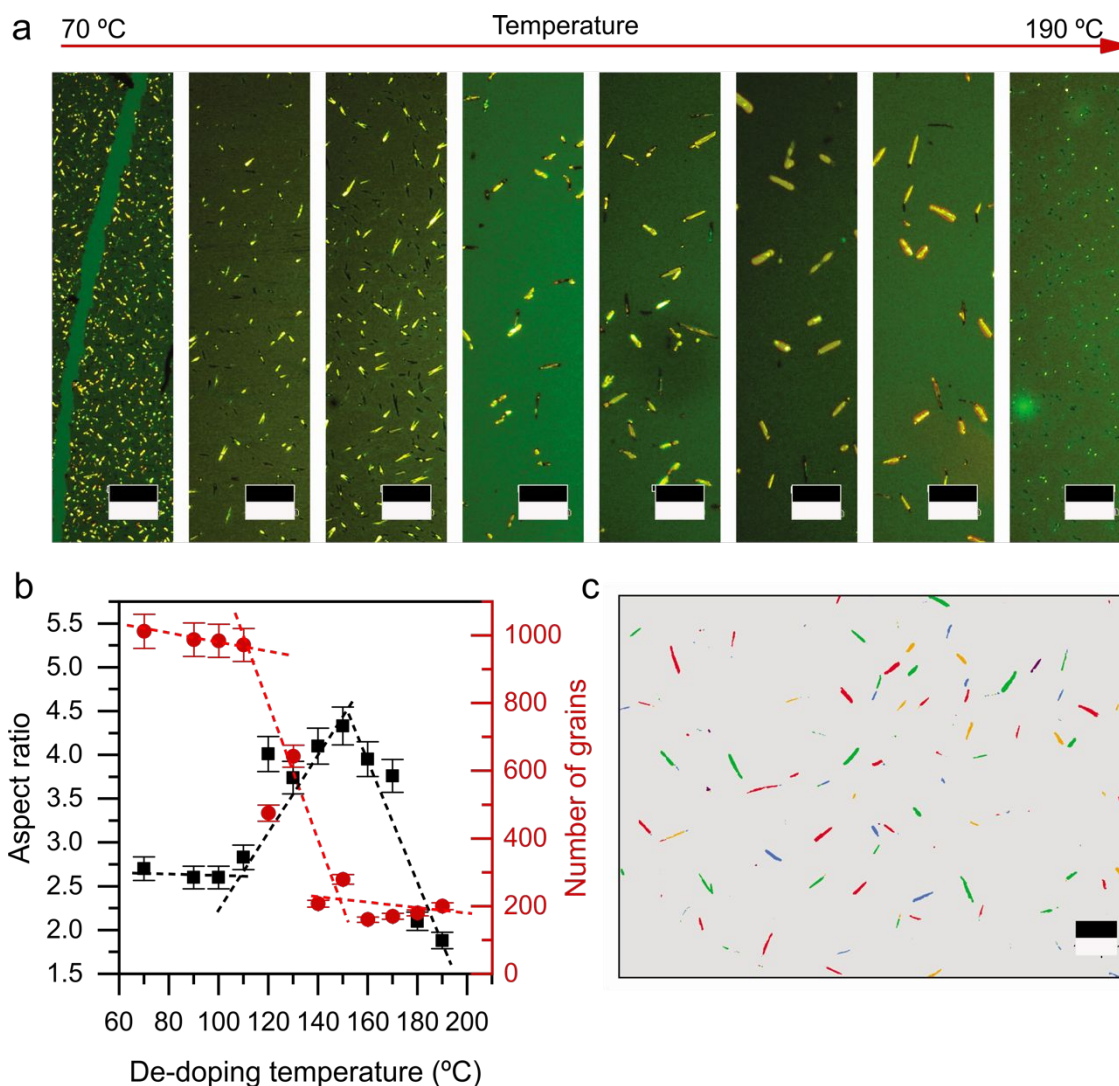 a
70 ºC Temperature 190 ºC
b
5.5
5.0
4.5
4.0
3.5
3.0
2.5
2.0
1.5
Aspect ratio
1000
800
600
400
200
0
Number of grains
60 80 100 120 140 160 180 200
De-doping temperature (ºC)
c